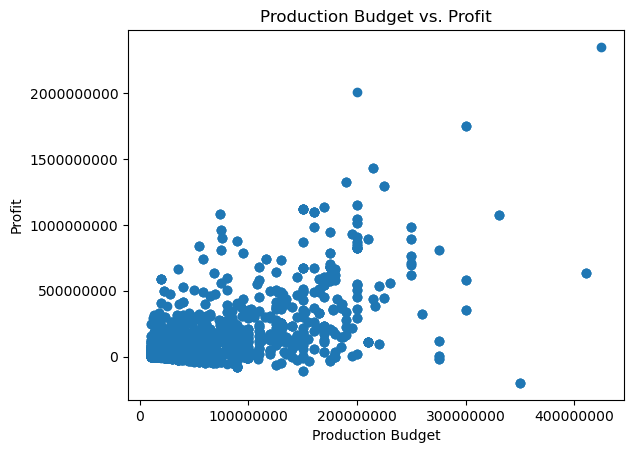 Production Budget vs. Profit
Profit
2000000000
1500000000
1000000000
500000000
0
0 100000000 200000000 300000000 400000000
Production Budget